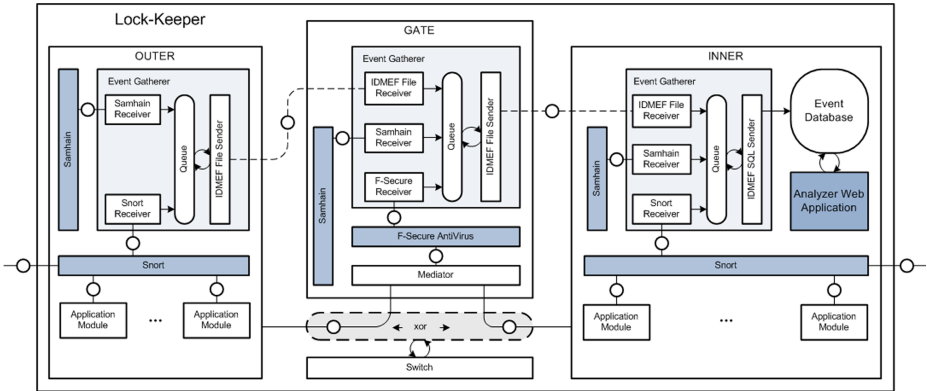 Lock-Keeper
OUTER
Samhain
Event Gatherer
Samhain
Receiver
Snort
Receiver
Queue
IDMEF File Sender
Snort
Application
Module
...
Application
Module
GATE
Event Gatherer
IDMEF File
Receiver
Samhain
Receiver
F-Secure
Receiver
Queue
IDMEF File Sender
Samhain
F-Secure AntiVirus
Mediator
xor
Switch
INNER
Event Gatherer
IDMEF File
Receiver
Samhain
Receiver
Snort
Receiver
Queue
IDMEF SQL Sender
Samhain
Event
Database
Analyzer Web
Application
Snort
Application
Module
...
Application
Module